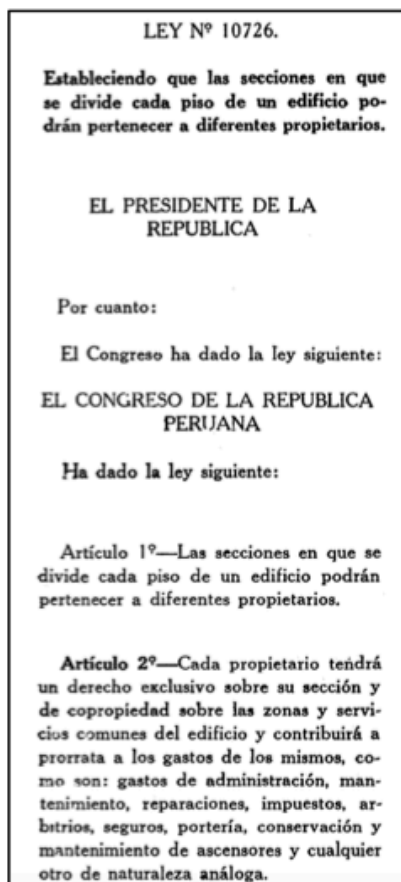 LEY Nº 10726.
Estableciendo que las secciones en que
se divide cada piso de un edificio po-
drán pertenecer a diferentes propietarios.
EL PRESIDENTE DE LA
REPUBLICA
Por cuanto:
El Congreso ha dado la ley siguiente:
EL CONGRESO DE LA REPUBLICA
PERUANA
Ha dado la ley siguiente:
Artículo 1º—Las secciones en que se
divide cada piso de un edificio podrán
pertenecer a diferentes propietarios.
Artículo 2º—Cada propietario tendrá
un derecho exclusivo sobre su sección y
de copropiedad sobre las zonas y servi-
cios comunes del edificio y contribuirá a
prorrata a los gastos de los mismos, co-
mo son: gastos de administración, man-
tenimiento, reparaciones, impuestos, ar-
bitrios, seguros, portería, conservación y
mantenimiento de ascensores y cualquier
otro de naturaleza análoga.